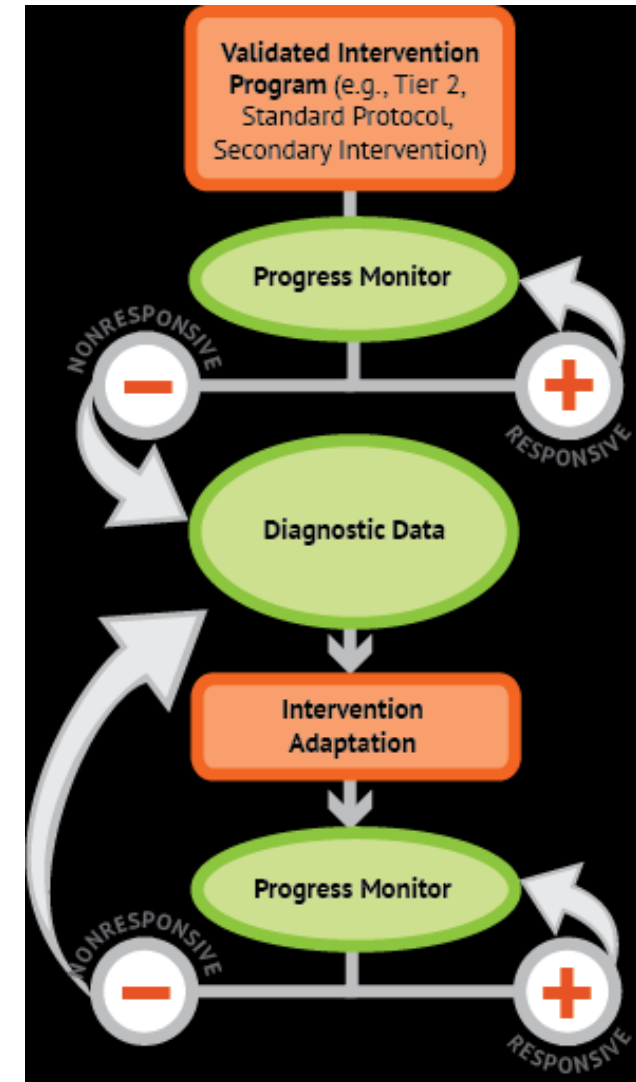 Validated Intervention
Program (e.g., Tier 2,
Standard Protocol,
Secondary Intervention)
Progress Monitor
NONRESPONSIVE
RESPONSIVE
Diagnostic Data
Intervention
Adaptation
Progress Monitor
NONRESPONSIVE
RESPONSIVE